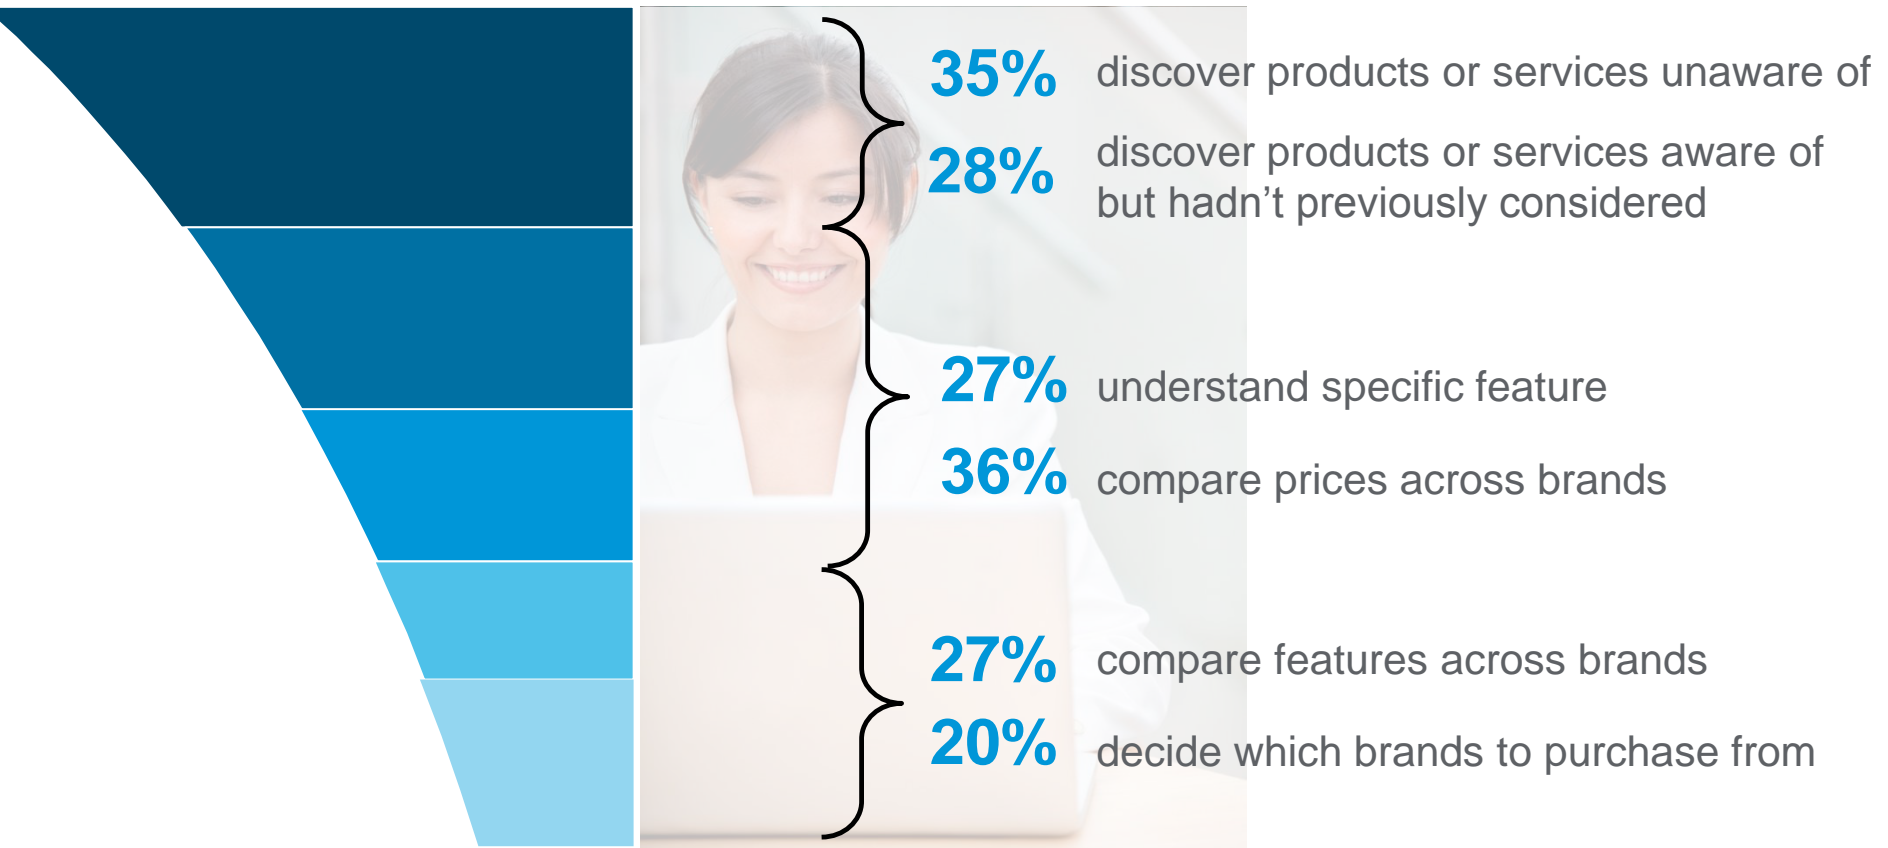 35% discover products or services unaware of
28% discover products or services aware of
but hadn’t previously considered
27% understand specific feature
36% compare prices across brands
27% compare features across brands
20% decide which brands to purchase from